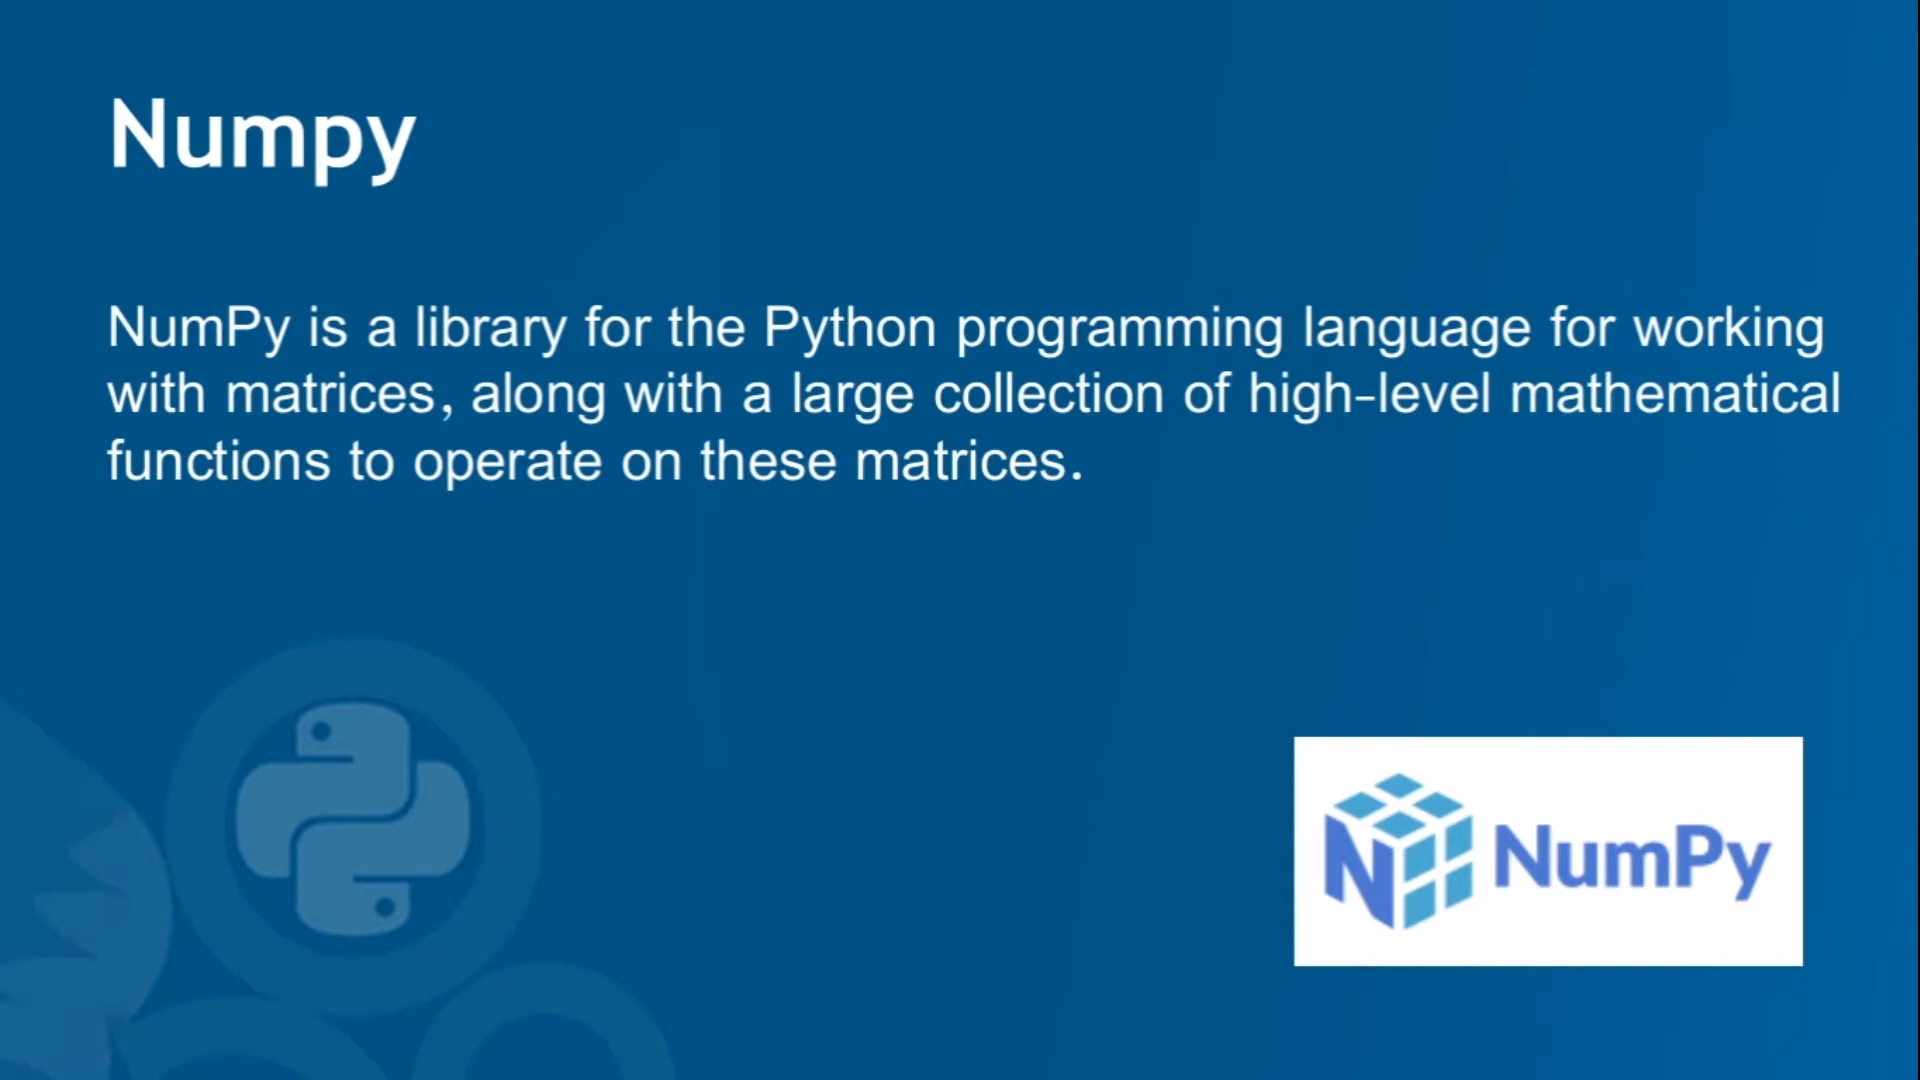 Numpy
NumPy is a library for the Python programming language for working
with matrices, along with a large collection of high-level mathematical
functions to operate on these matrices.
NumPy